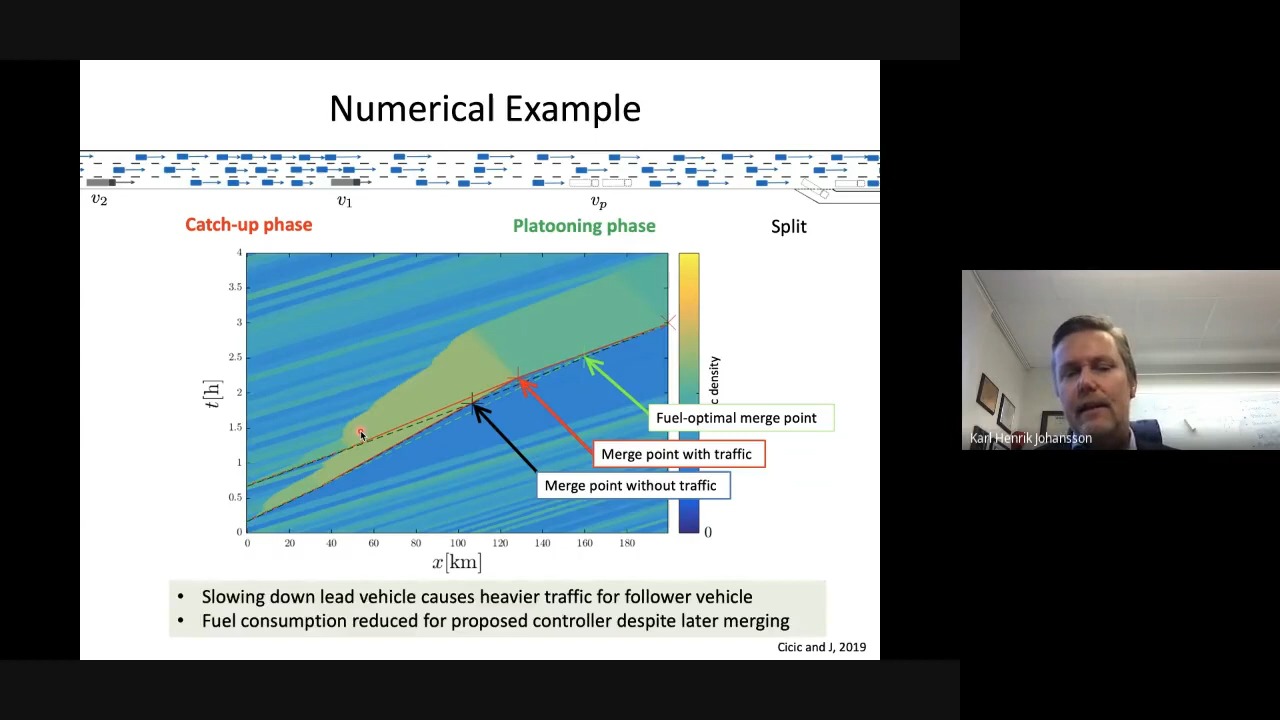 Numerical Example
v2
v1
vp
Catch-up phase
Platooning phase
Split
4
3.5
3
2.5
2
1.5
1
0.5
0
t[h]
0 20 40 60 80 100 120 140 160 180
x[km]
c density
0
Fuel-optimal merge point
Merge point with traffic
Merge point without traffic
• Slowing down lead vehicle causes heavier traffic for follower vehicle
• Fuel consumption reduced for proposed controller despite later merging
Cicic and J, 2019
Karl Henrik Johansson